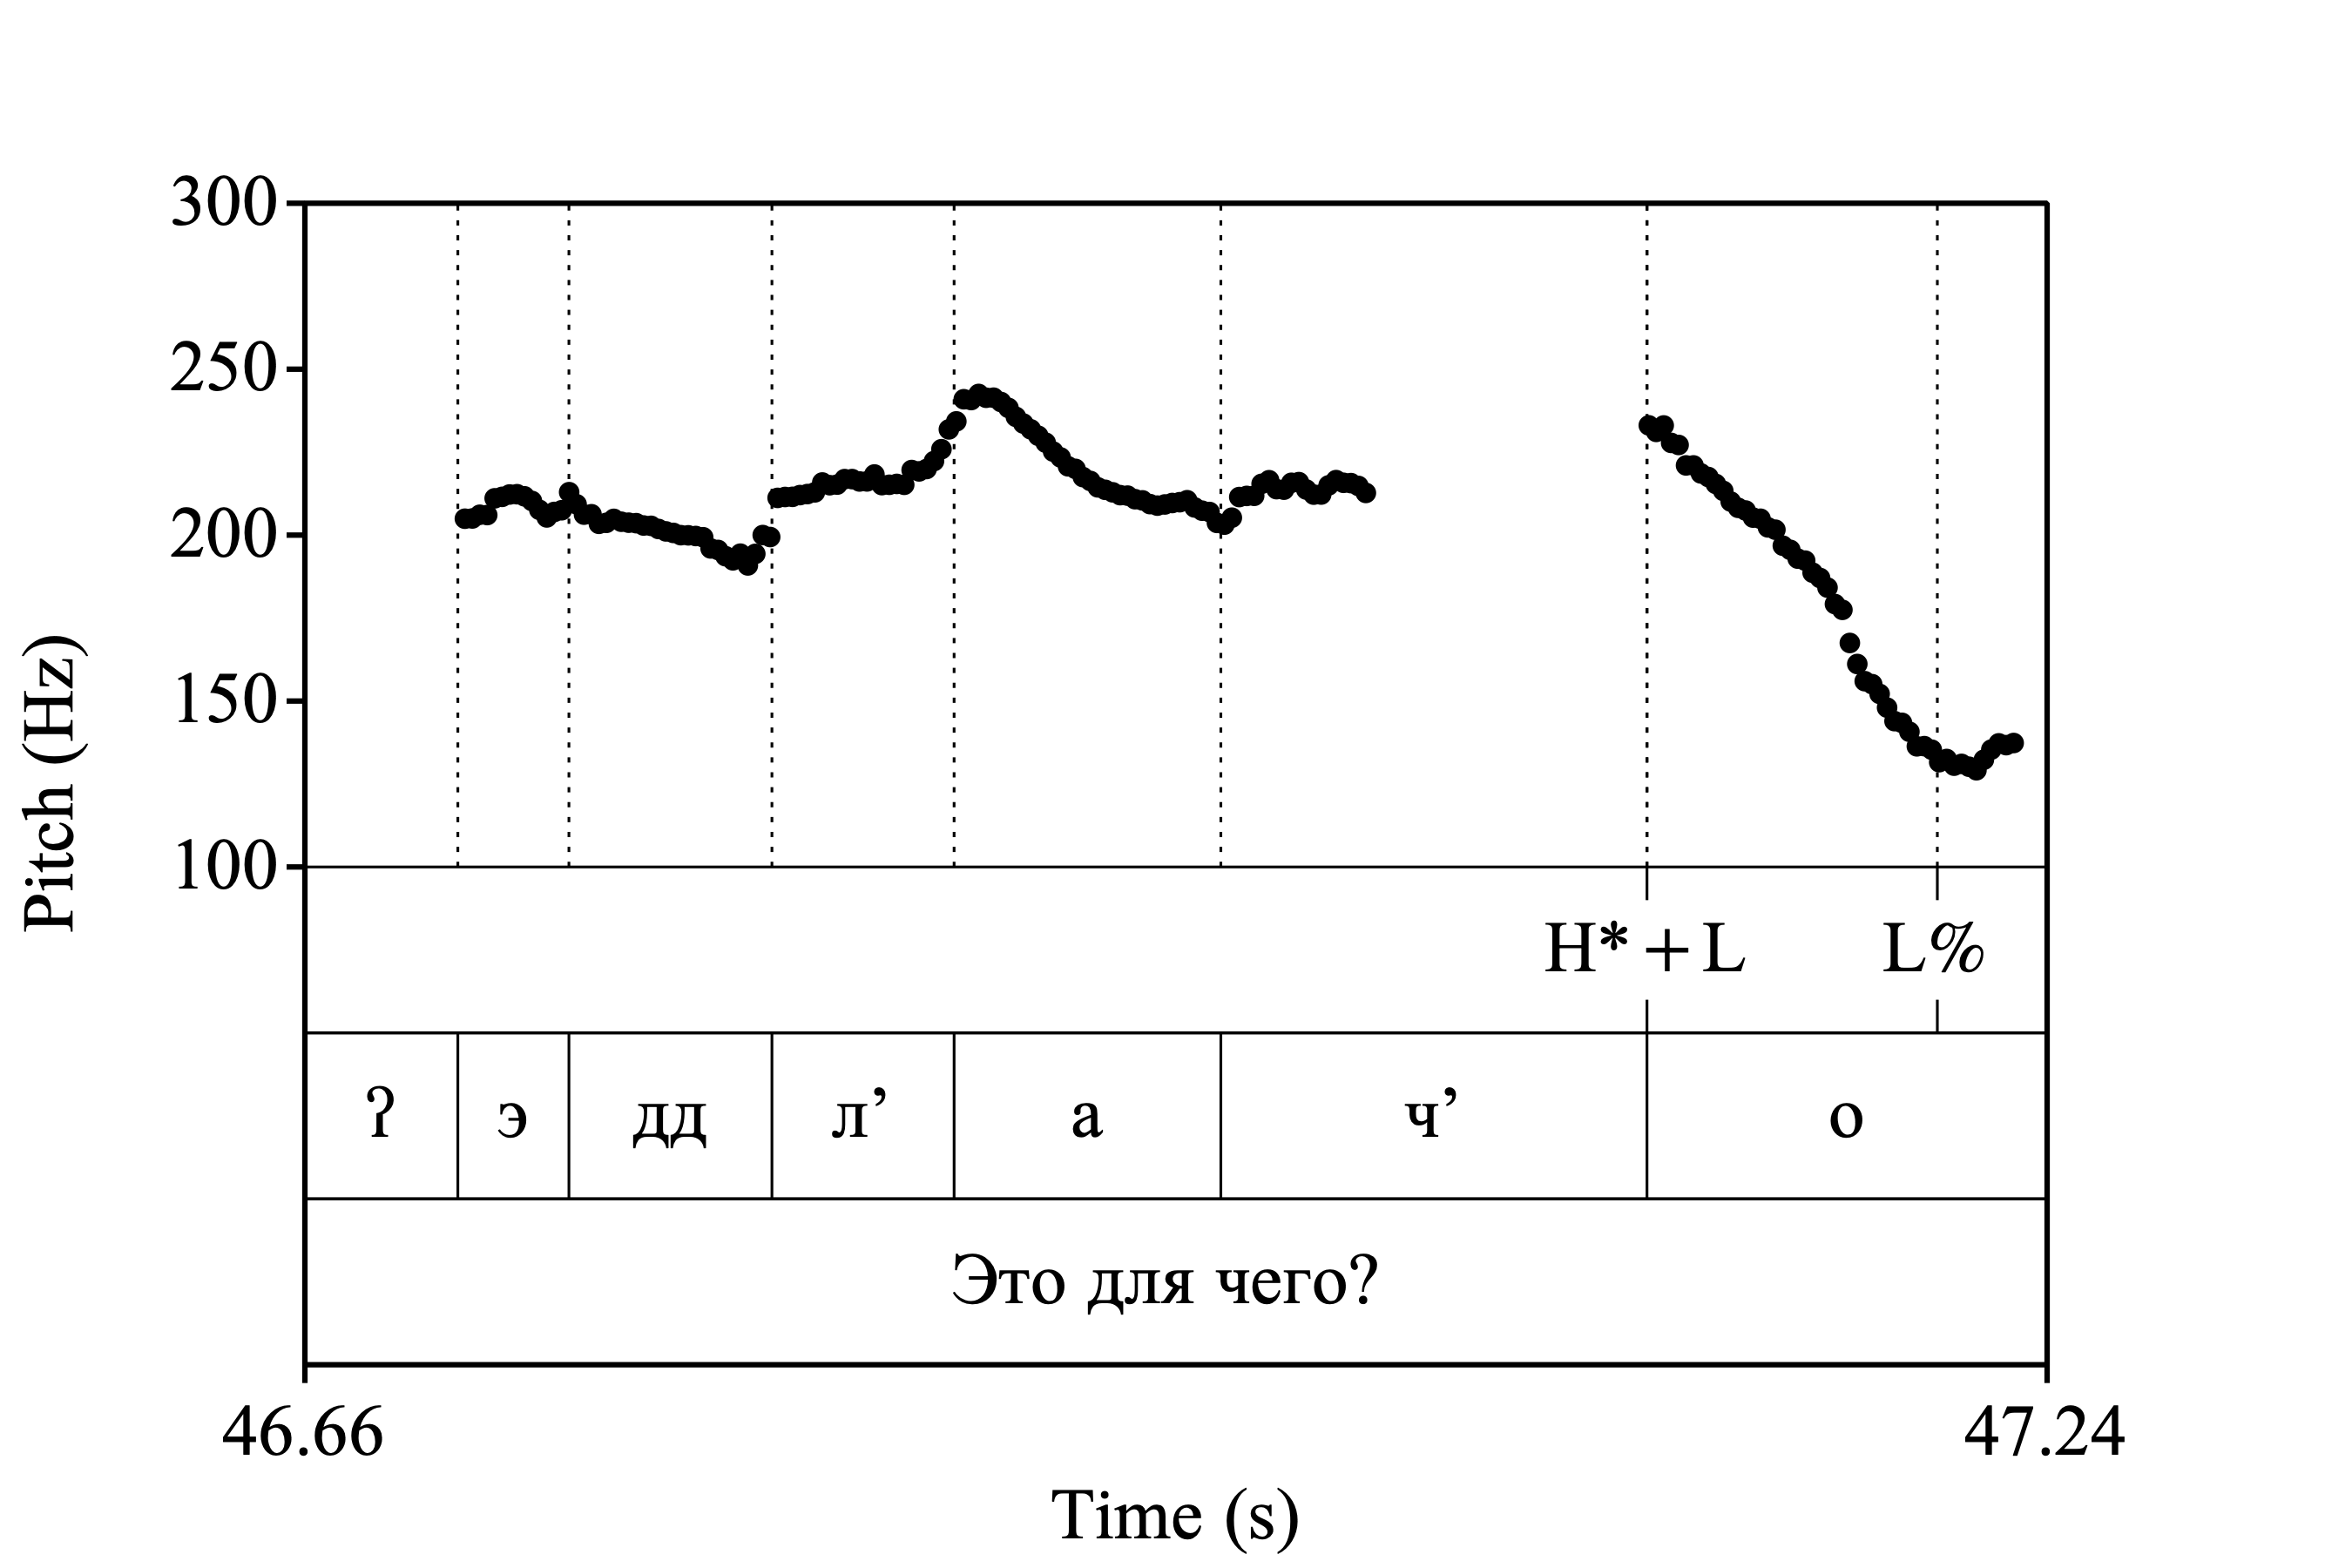 300
250
200
150
100
Pitch (Hz)
H* + L L%
ʔ э дд л’ а ч’ о
Это для чего?
46.66 47.24
Time (s)